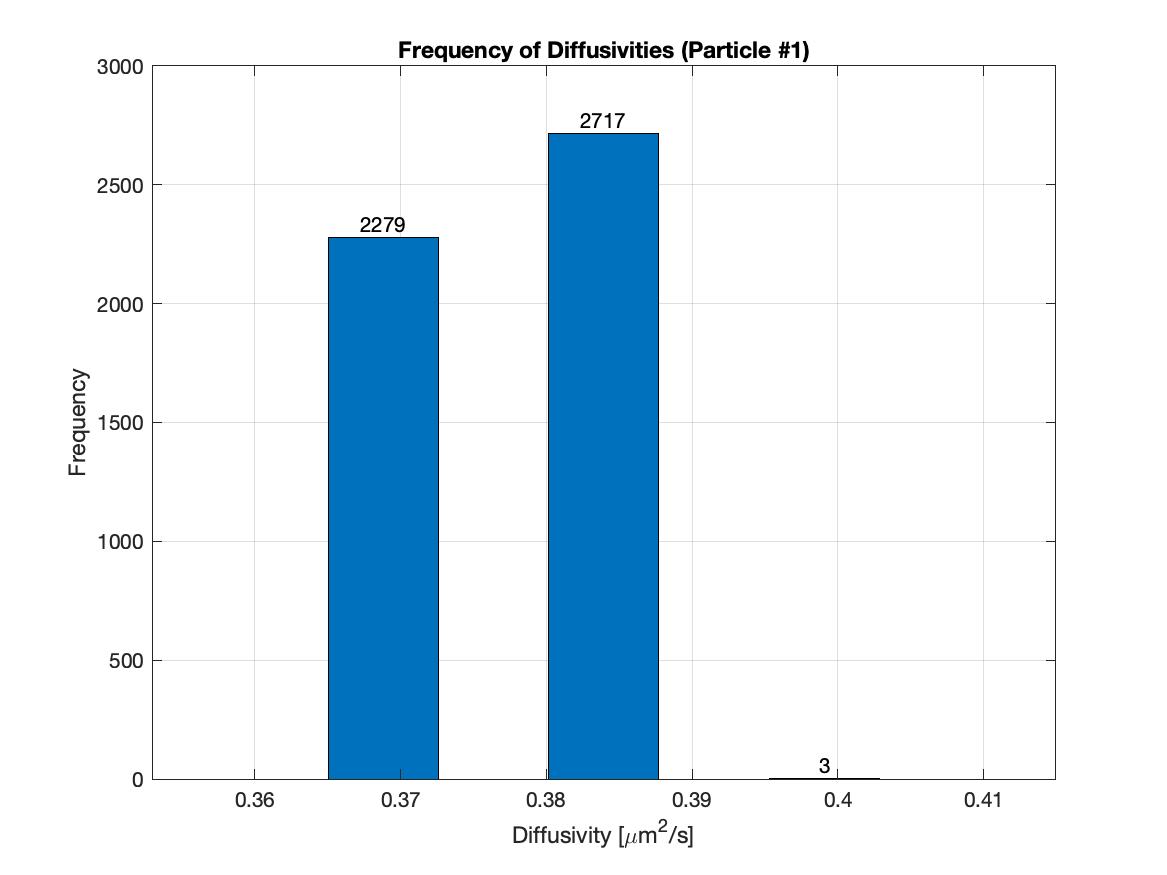 Frequency of Diffusivities (Particle #1)
3000
2500
2000
1500
1000
500
0
Frequency
2279
2717
3
0.36 0.37 0.38 0.39 0.4 0.41
Diffusivity [μm²/s]